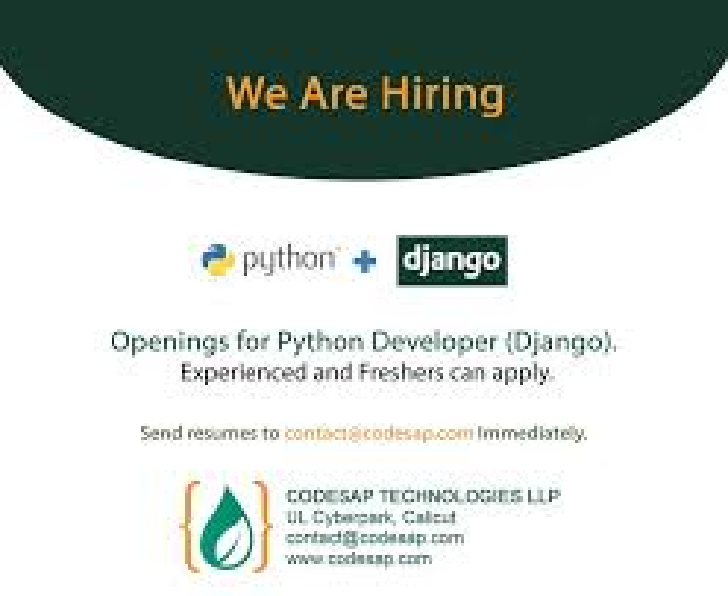 We Are Hiring
python + django
Openings for Python Developer (Django).
Experienced and Freshers can apply.
Send resumes to contact@codesap.com Immediately.
CODESAP TECHNOLOGIES LLP
UL Cyberpark, Calicut
contact@codesap.com
www.codesap.com